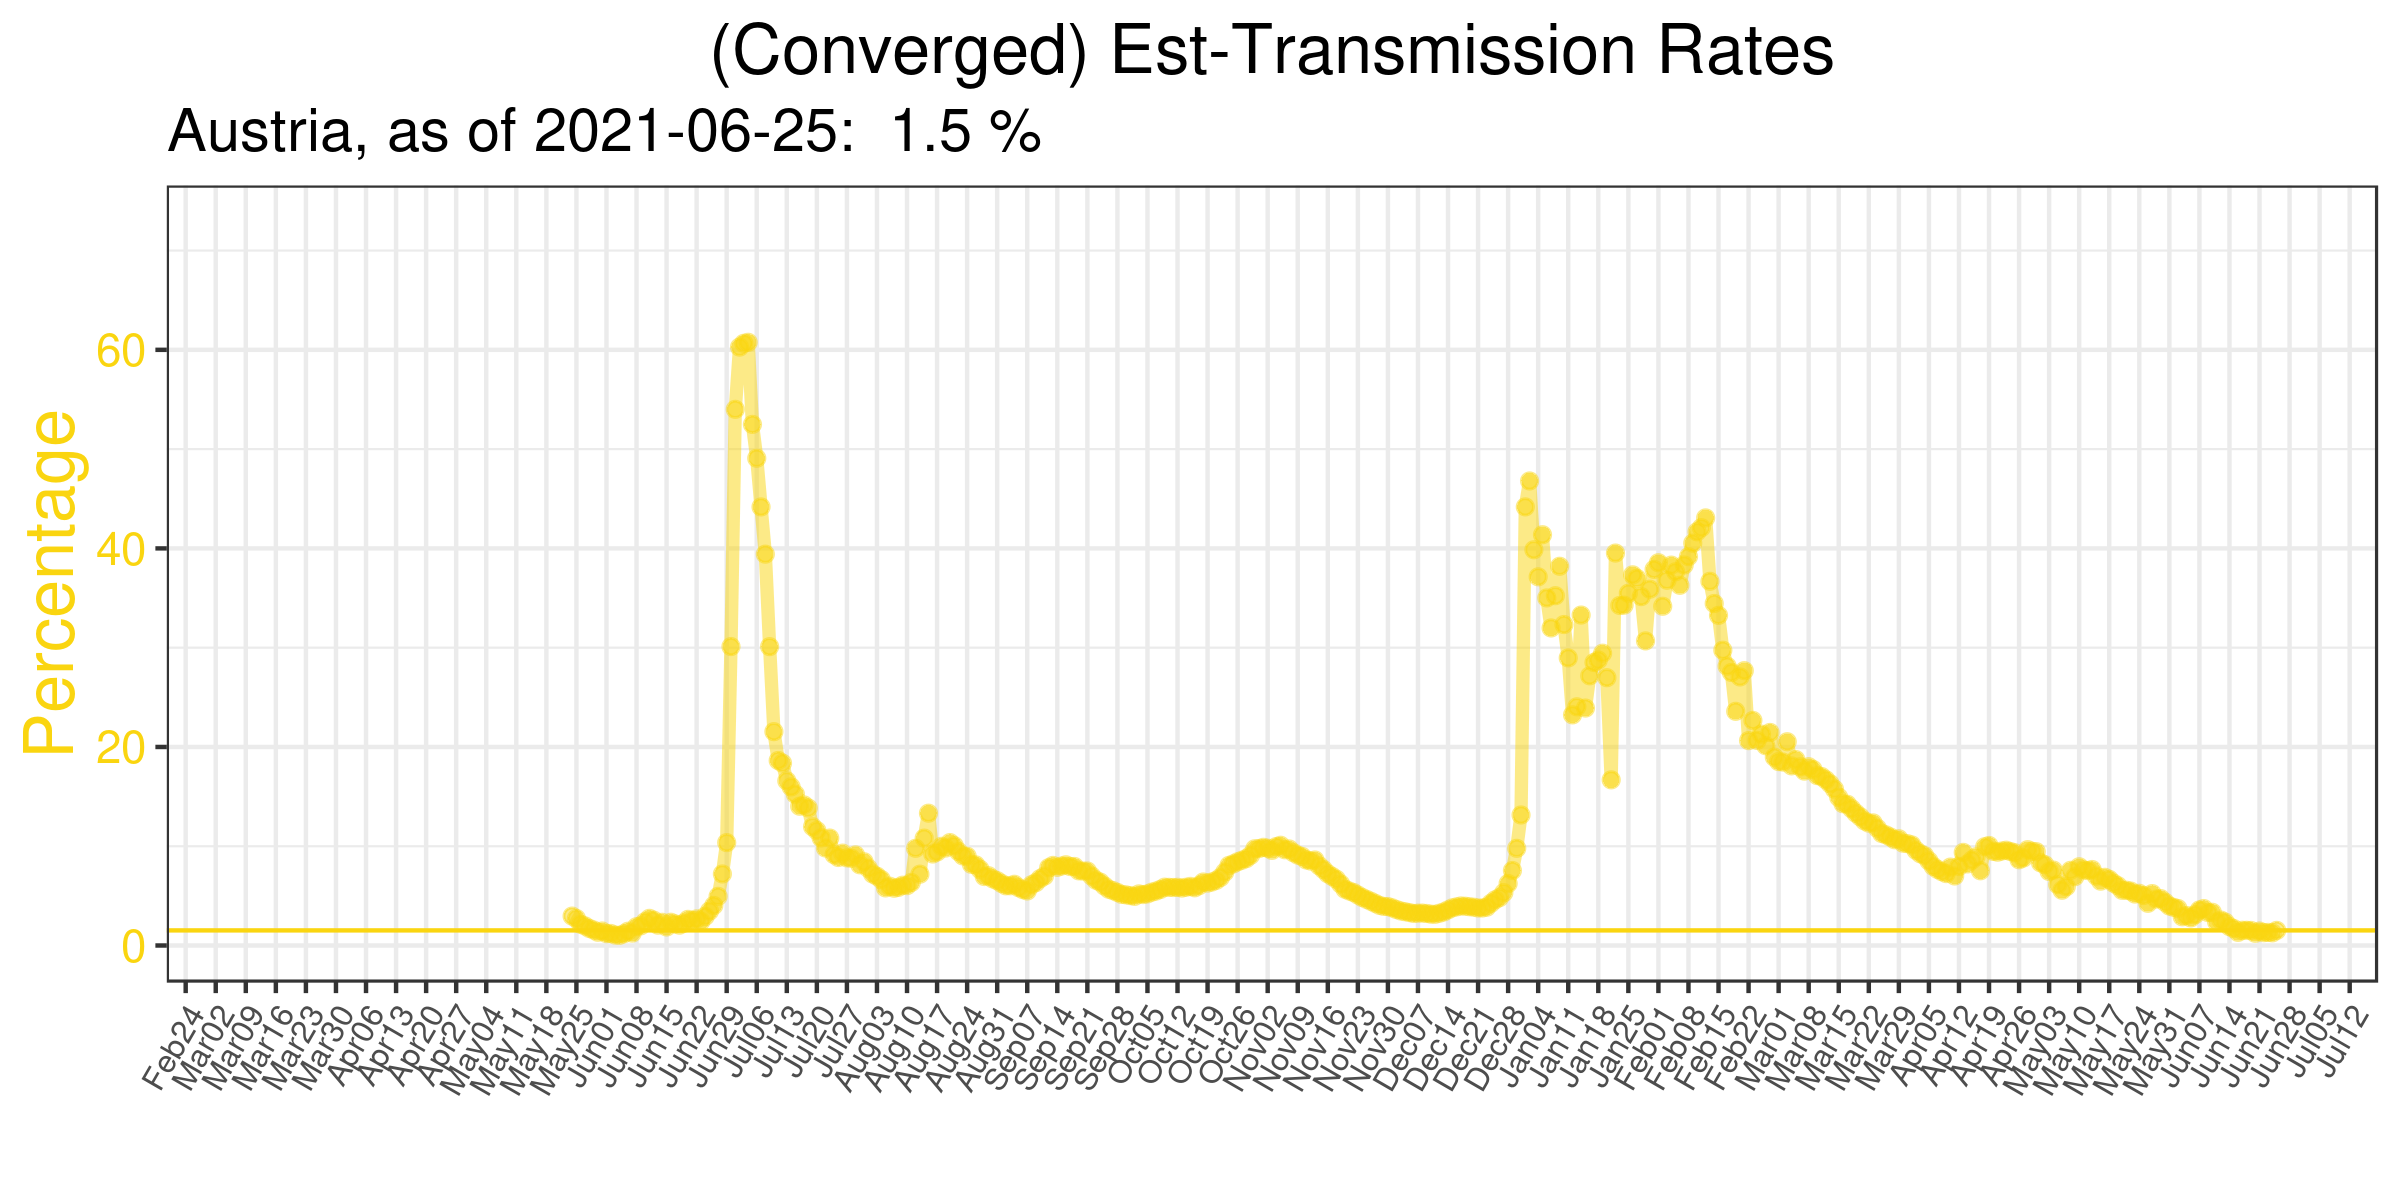 (Converged) Est-Transmission Rates
Austria, as of 2021-06-25:  1.5 %
Percentage
60
40
20
0
Feb24
Mar02
Mar09
Mar16
Mar23
Mar30
Apr06
Apr13
Apr20
Apr27
May04
May11
May18
May25
Jun01
Jun08
Jun15
Jun22
Jun29
Jul06
Jul13
Jul20
Jul27
Aug03
Aug10
Aug17
Aug24
Aug31
Sep07
Sep14
Sep21
Sep28
Oct05
Oct12
Oct19
Oct26
Nov02
Nov09
Nov16
Nov23
Nov30
Dec07
Dec14
Dec21
Dec28
Jan04
Jan11
Jan18
Jan25
Feb01
Feb08
Feb15
Feb22
Mar01
Mar08
Mar15
Mar22
Mar29
Apr05
Apr12
Apr19
Apr26
May03
May10
May17
May24
May31
Jun07
Jun14
Jun21
Jun28
Jul05
Jul12